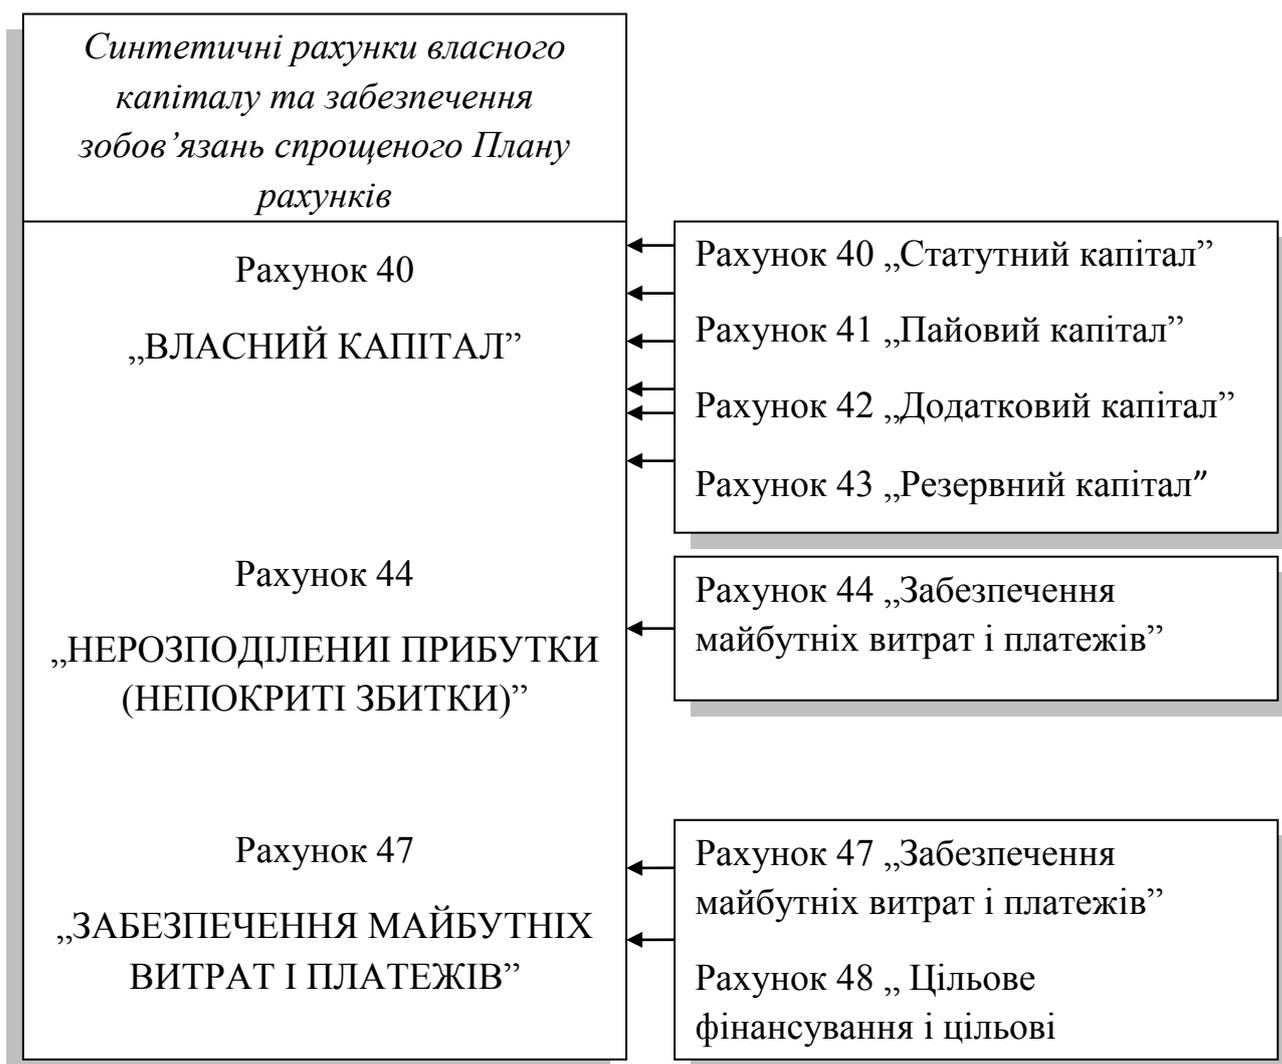 Синтетичні рахунки власного
капіталу та забезпечення
зобов’язань спрощеного Плану
рахунків
Рахунок 40
„ВЛАСНИЙ КАПІТАЛ”
Рахунок 44
„НЕРОЗПОДІЛЕНИІ ПРИБУТКИ
(НЕПОКРИТІ ЗБИТКИ)”
Рахунок 47
„ЗАБЕЗПЕЧЕННЯ МАЙБУТНІХ
ВИТРАТ І ПЛАТЕЖІВ”
Рахунок 40 „Статутний капітал”
Рахунок 41 „Пайовий капітал”
Рахунок 42 „Додатковий капітал”
Рахунок 43 „Резервний капітал”
Рахунок 44 „Забезпечення
майбутніх витрат і платежів”
Рахунок 47 „Забезпечення
майбутніх витрат і платежів”
Рахунок 48 „ Цільове
фінансування і цільові